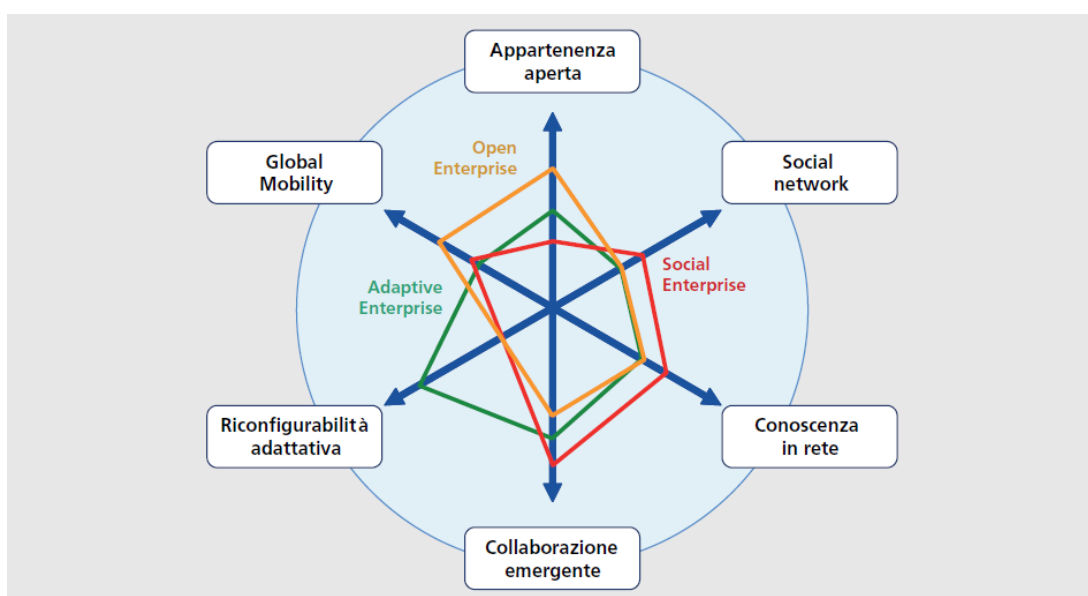 Appartenenza
aperta
Global
Mobility
Open
Enterprise
Social
network
Adaptive
Enterprise
Social
Enterprise
Riconfigurabilità
adattativa
Conoscenza
in rete
Collaborazione
emergente